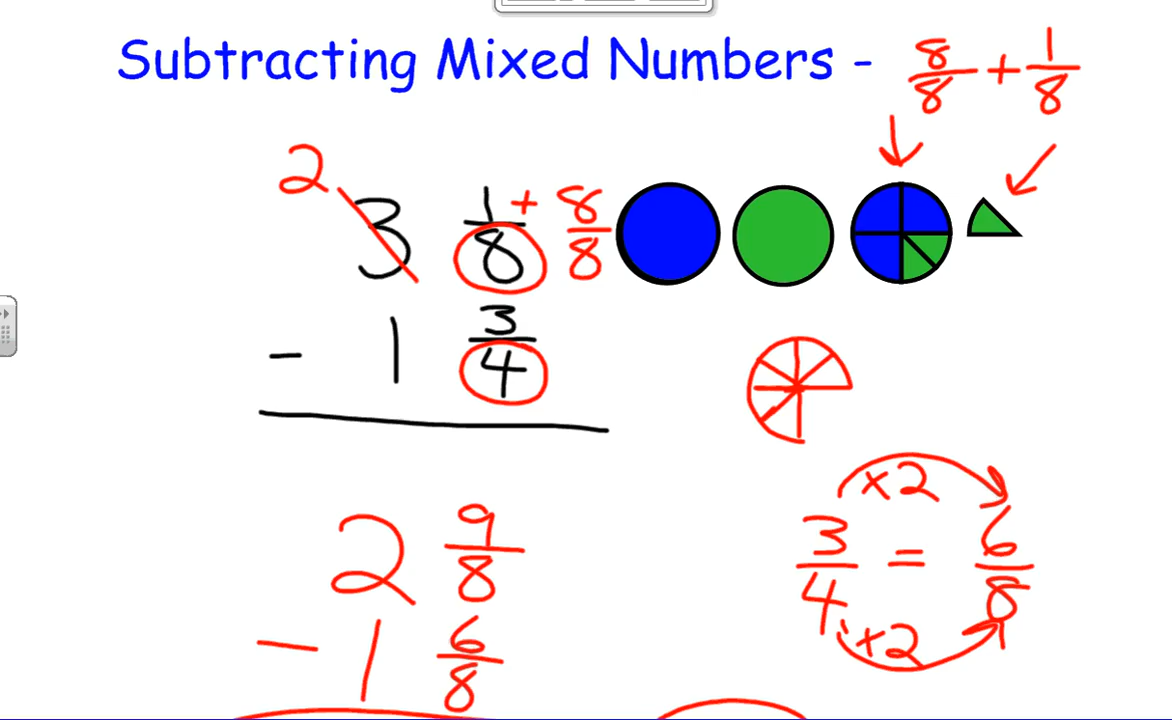 Subtracting Mixed Numbers - 8/8 + 1/8
2
3 1/8 + 8/8
- 1 3/4
×2
3/4 = 6/8
×2
2 9/8
- 1 6/8